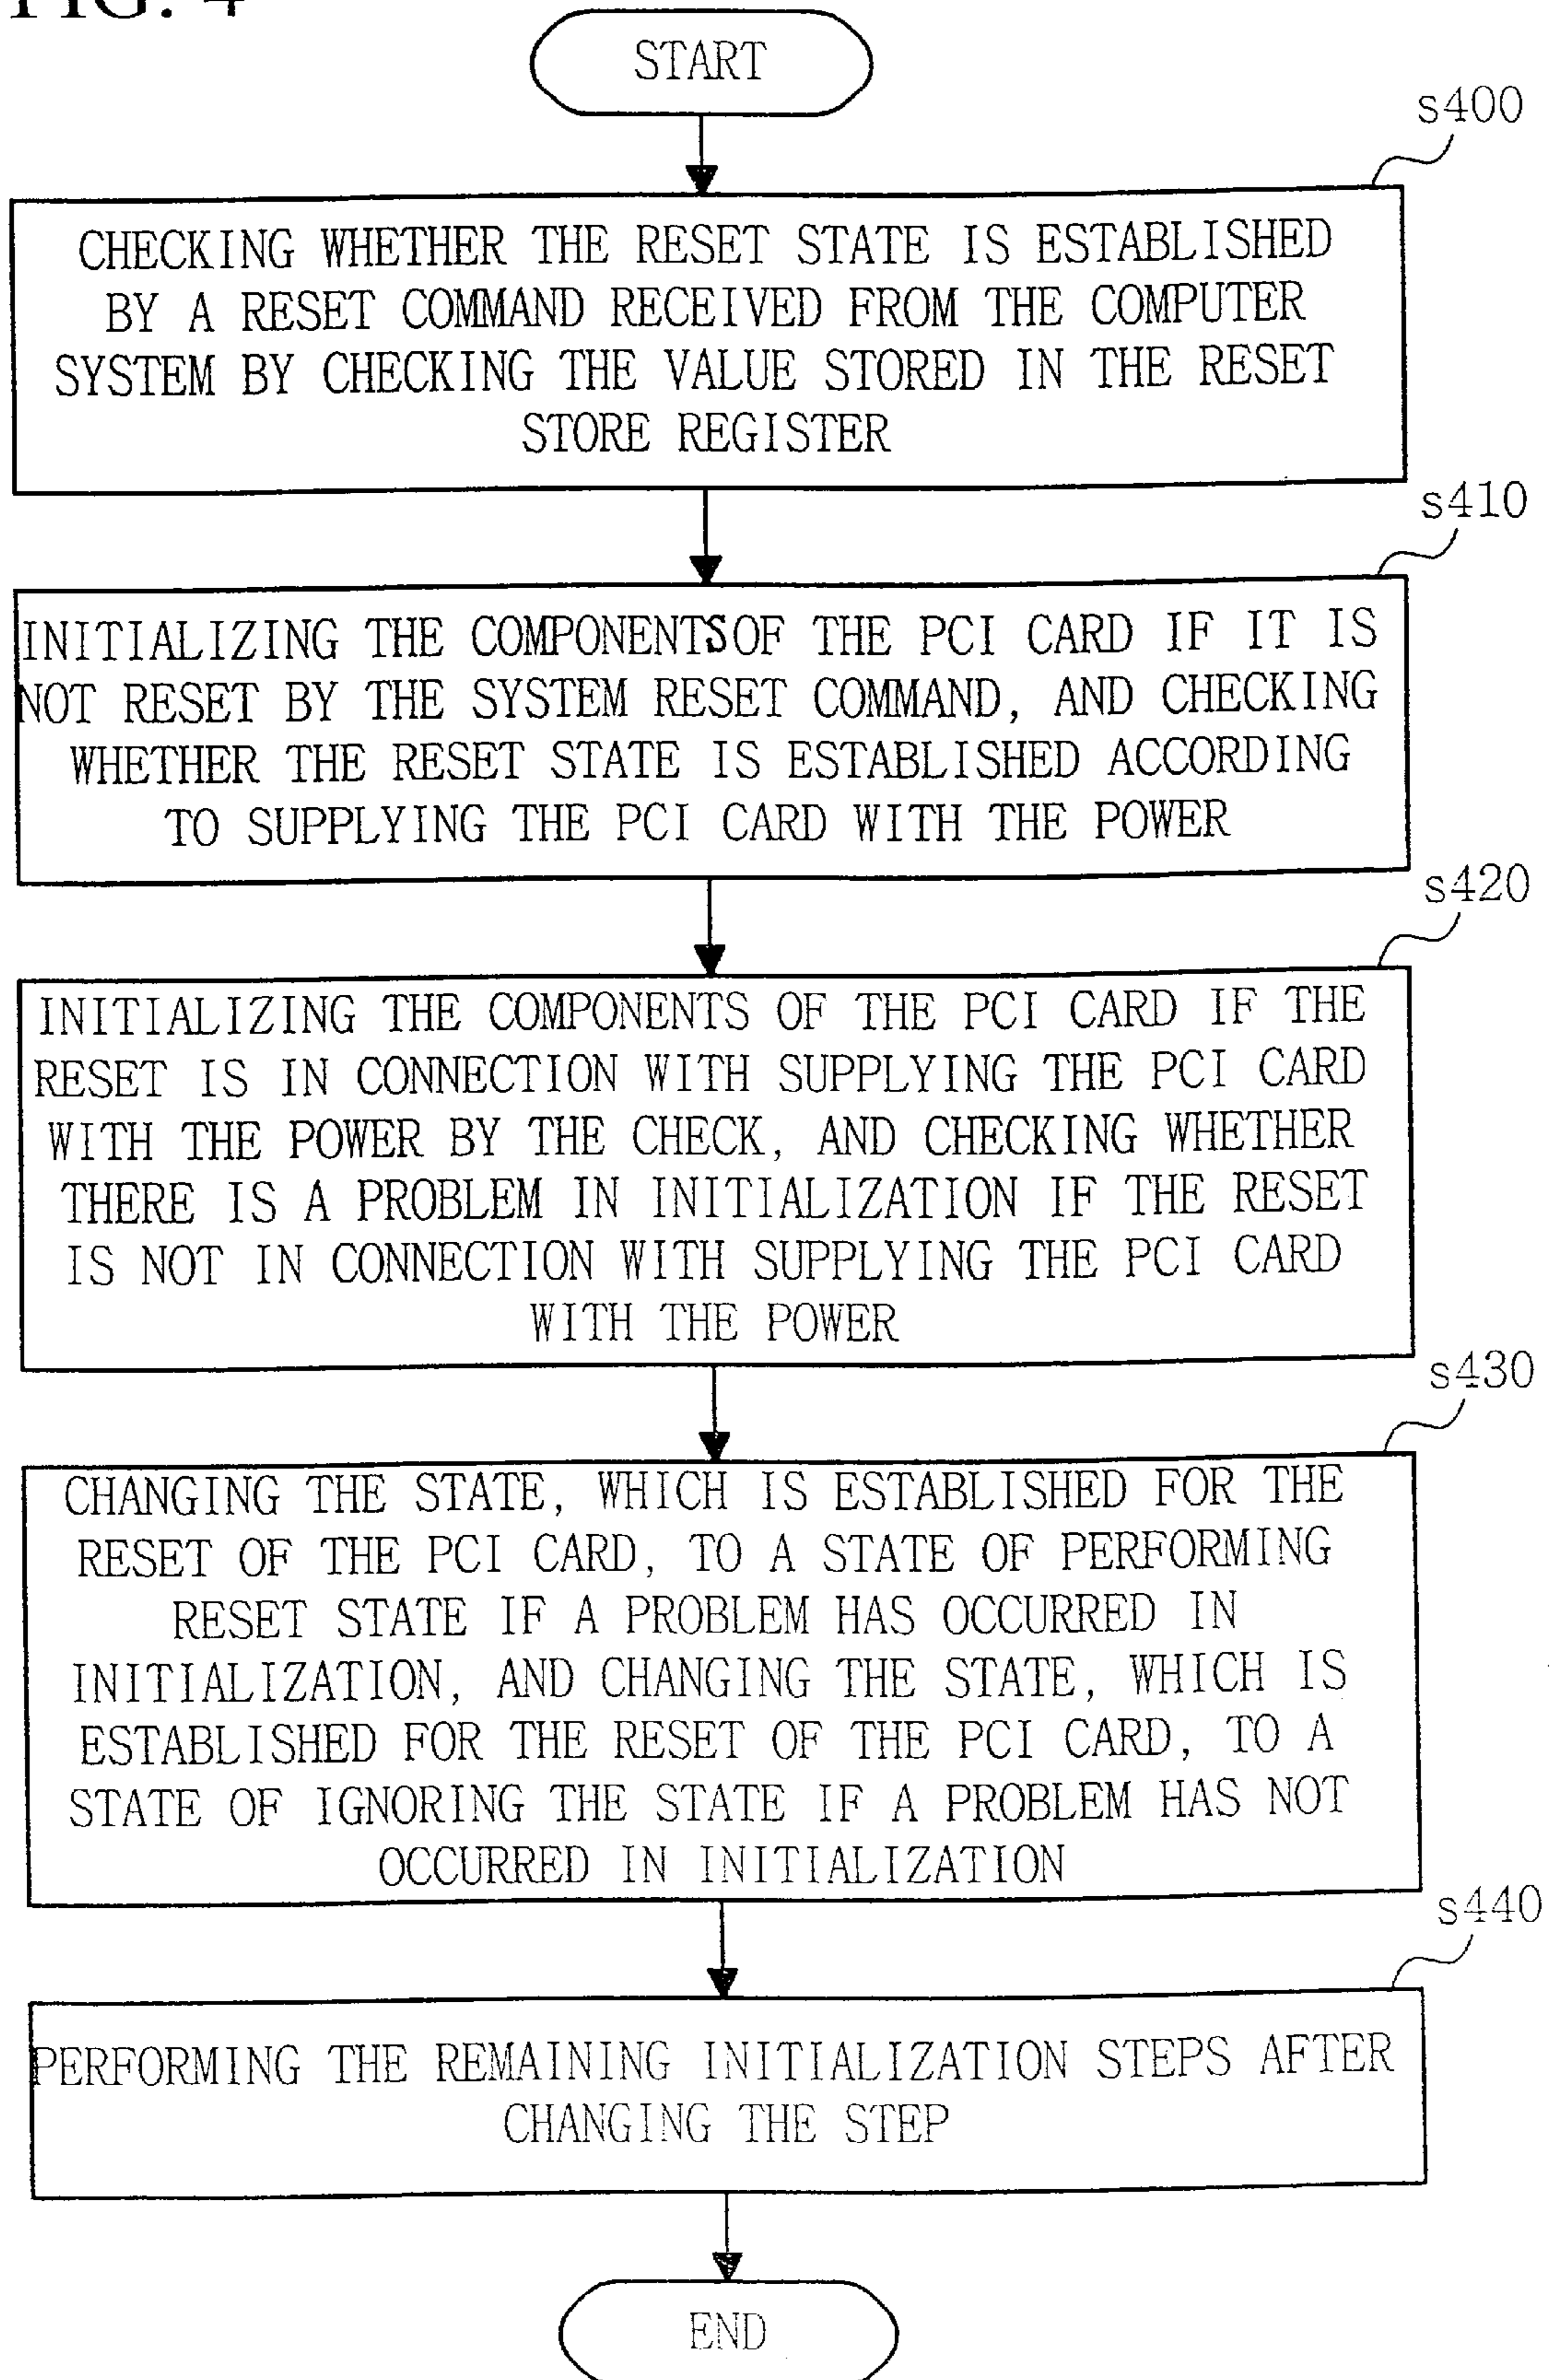 FIG. 4
START
s400
CHECKING WHETHER THE RESET STATE IS ESTABLISHED
BY A RESET COMMAND RECEIVED FROM THE COMPUTER
SYSTEM BY CHECKING THE VALUE STORED IN THE RESET
STORE REGISTER
s410
INITIALIZING THE COMPONENTS OF THE PCI CARD IF IT IS
NOT RESET BY THE SYSTEM RESET COMMAND, AND CHECKING
WHETHER THE RESET STATE IS ESTABLISHED ACCORDING
TO SUPPLYING THE PCI CARD WITH THE POWER
s420
INITIALIZING THE COMPONENTS OF THE PCI CARD IF THE
RESET IS IN CONNECTION WITH SUPPLYING THE PCI CARD
WITH THE POWER BY THE CHECK, AND CHECKING WHETHER
THERE IS A PROBLEM IN INITIALIZATION IF THE RESET
IS NOT IN CONNECTION WITH SUPPLYING THE PCI CARD
WITH THE POWER
s430
CHANGING THE STATE, WHICH IS ESTABLISHED FOR THE
RESET OF THE PCI CARD, TO A STATE OF PERFORMING
RESET STATE IF A PROBLEM HAS OCCURRED IN
INITIALIZATION, AND CHANGING THE STATE, WHICH IS
ESTABLISHED FOR THE RESET OF THE PCI CARD, TO A
STATE OF IGNORING THE STATE IF A PROBLEM HAS NOT
OCCURRED IN INITIALIZATION
s440
PERFORMING THE REMAINING INITIALIZATION STEPS AFTER
CHANGING THE STEP
END